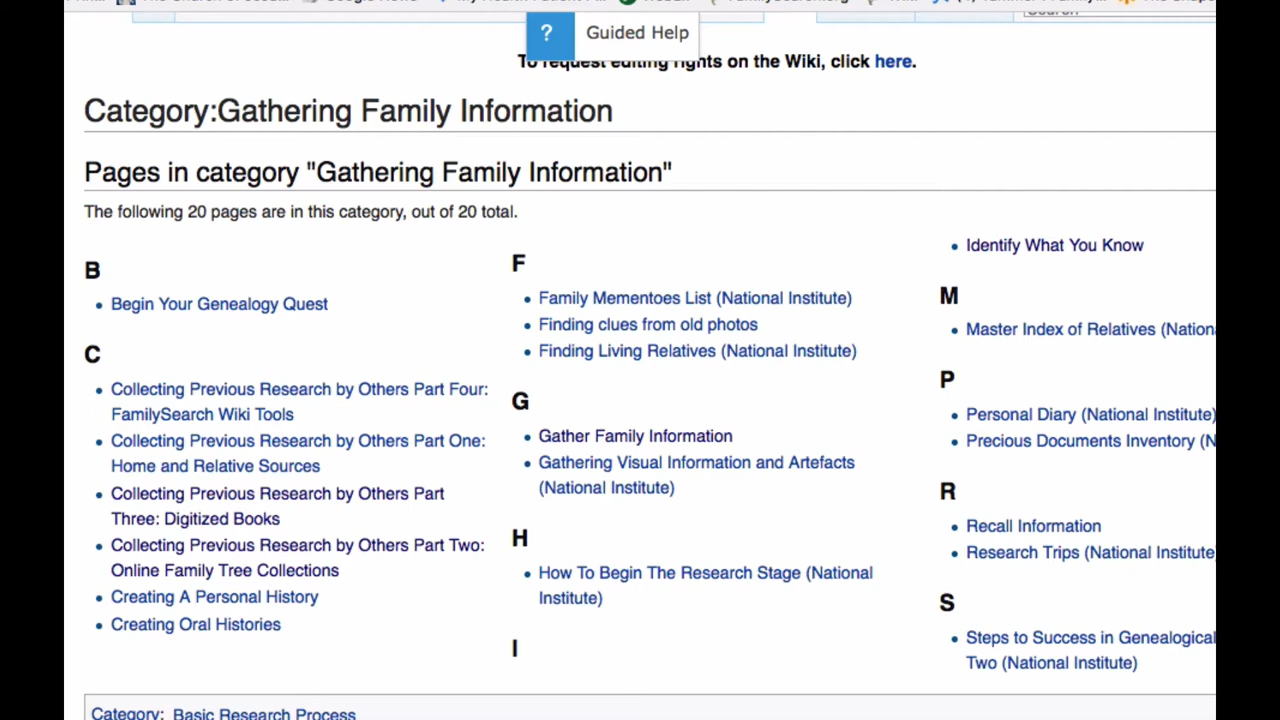 Guided Help
To request editing rights on the Wiki, click here.
Category:Gathering Family Information
Pages in category "Gathering Family Information"
The following 20 pages are in this category, out of 20 total.
B
Begin Your Genealogy Quest
C
Collecting Previous Research by Others Part Four:
FamilySearch Wiki Tools
Collecting Previous Research by Others Part One:
Home and Relative Sources
Collecting Previous Research by Others Part
Three: Digitized Books
Collecting Previous Research by Others Part Two:
Online Family Tree Collections
Creating A Personal History
Creating Oral Histories
F
Family Mementoes List (National Institute)
Finding clues from old photos
Finding Living Relatives (National Institute)
G
Gather Family Information
Gathering Visual Information and Artefacts
(National Institute)
H
How To Begin The Research Stage (National
Institute)
I
Identify What You Know
M
Master Index of Relatives (Nation
P
Personal Diary (National Institute)
Precious Documents Inventory (N
R
Recall Information
Research Trips (National Institute
S
Steps to Success in Genealogical
Two (National Institute)
Category: Basic Research Process